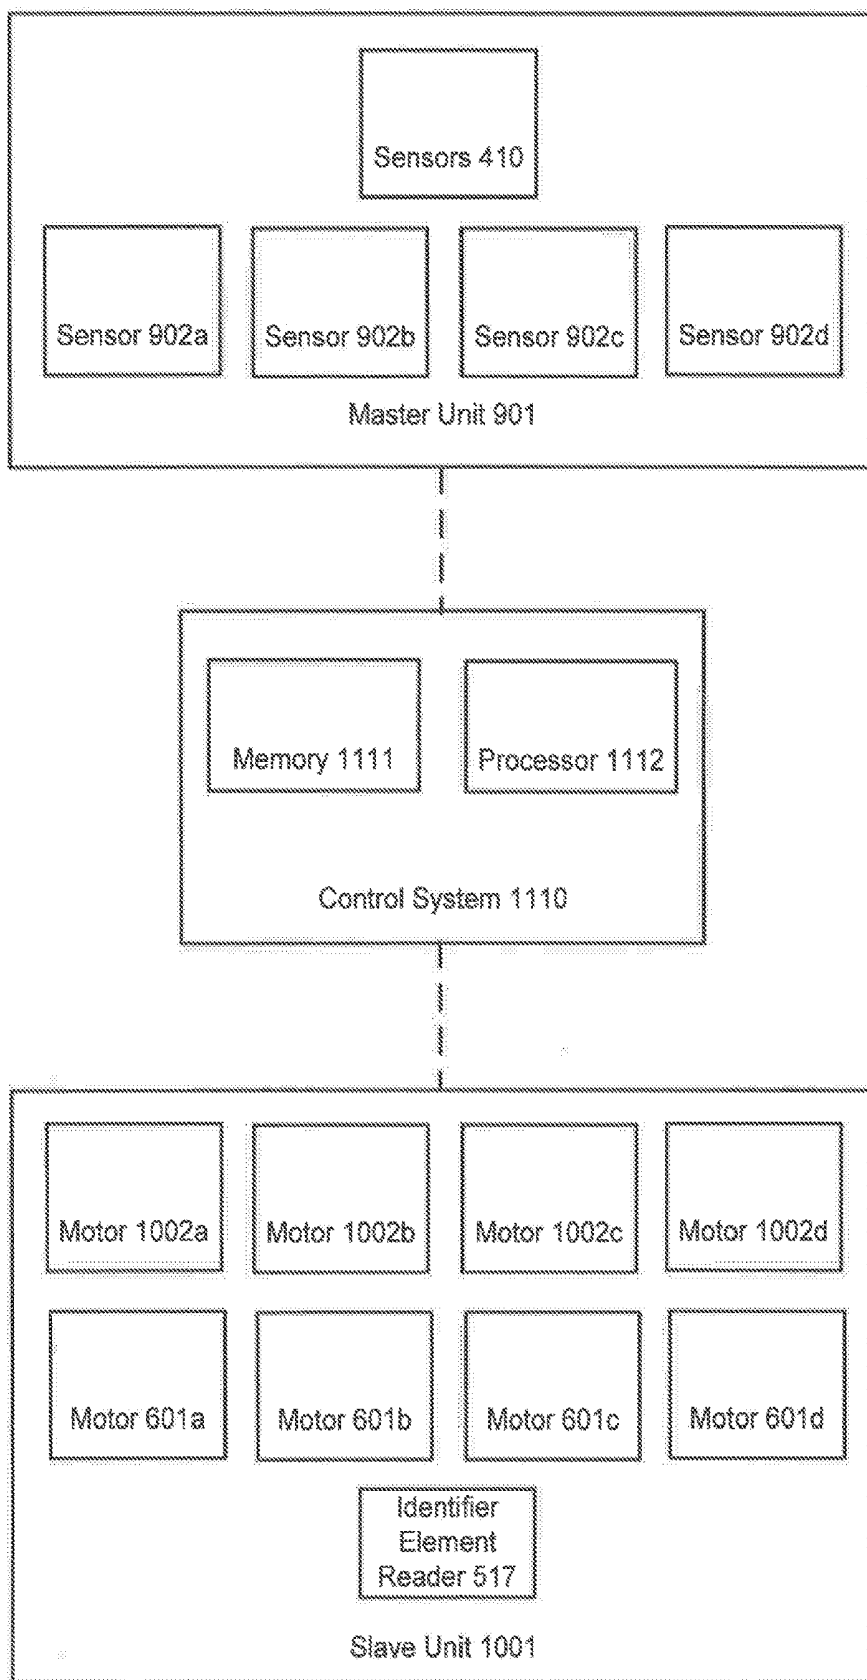 Sensors 410
Sensor 902a
Sensor 902b
Sensor 902c
Sensor 902d
Master Unit 901
Memory 1111
Processor 1112
Control System 1110
Motor 1002a
Motor 1002b
Motor 1002c
Motor 1002d
Motor 601a
Motor 601b
Motor 601c
Motor 601d
Identifier
Element
Reader 517
Slave Unit 1001